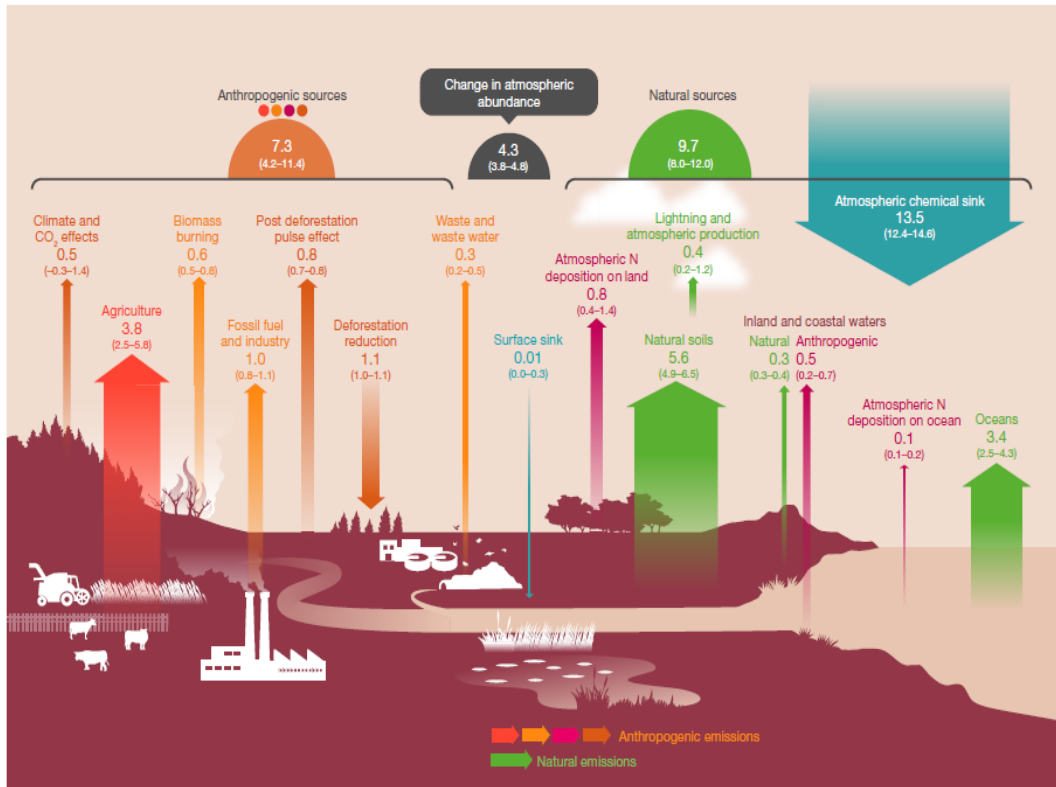 Anthropogenic sources
7.3
(4.2–11.4)
Change in atmospheric
abundance
4.3
(3.8–4.8)
Natural sources
9.7
(8.0–12.0)
Atmospheric chemical sink
13.5
(12.4–14.6)
Climate and
CO₂ effects
0.5
(−0.3–1.4)
Biomass
burning
0.6
(0.5–0.8)
Post deforestation
pulse effect
0.8
(0.7–0.8)
Waste and
waste water
0.3
(0.2–0.5)
Atmospheric N
deposition on land
0.8
(0.4–1.4)
Lightning and
atmospheric production
0.4
(0.2–1.2)
Agriculture
3.8
(2.5–5.8)
Fossil fuel
and industry
1.0
(0.8–1.1)
Deforestation
reduction
1.1
(1.0–1.1)
Surface sink
0.01
(0.0–0.3)
Natural soils
5.6
(4.9–6.5)
Inland and coastal waters
Natural
0.3
(0.3–0.4)
Anthropogenic
0.5
(0.2–0.7)
Atmospheric N
deposition on ocean
0.1
(0.1–0.2)
Oceans
3.4
(2.5–4.3)
Anthropogenic emissions
Natural emissions